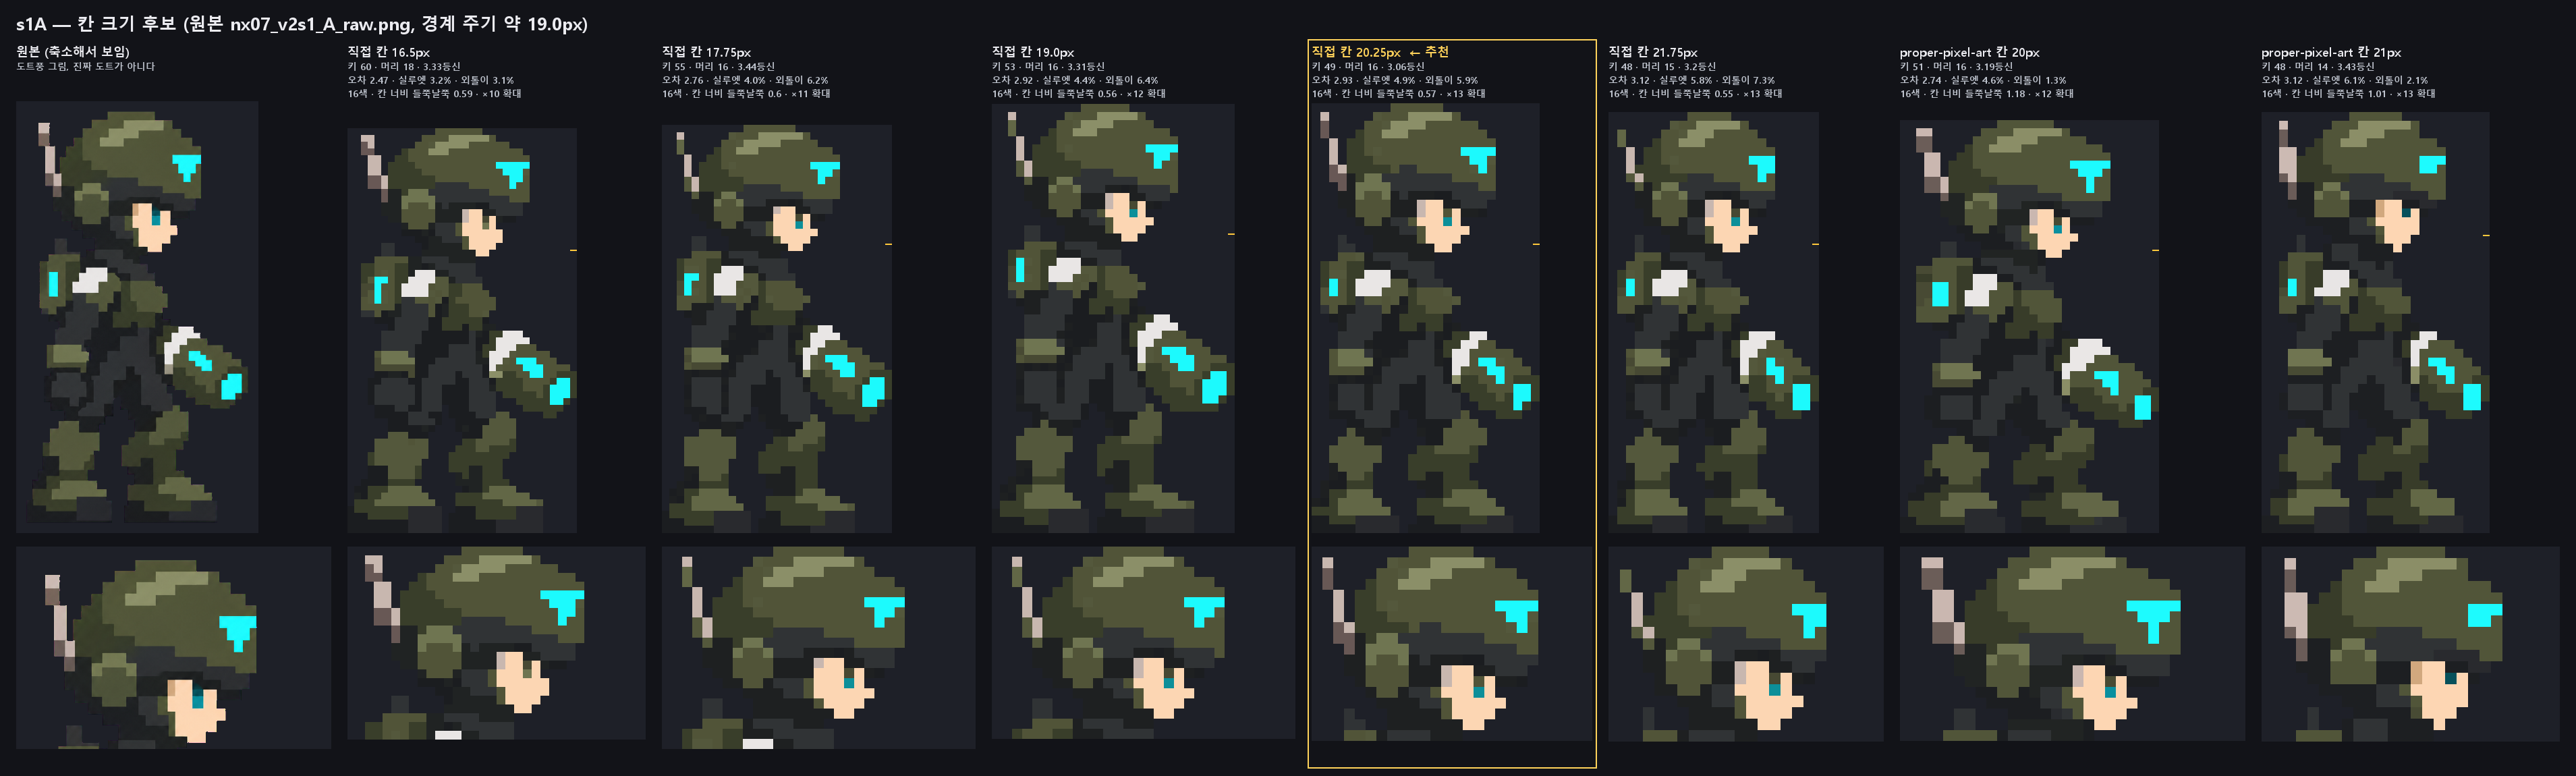 s1A — 칸 크기 후보 (원본 nx07_v2s1_A_raw.png, 경계 주기 약 19.0px)
원본 (축소해서 보임)
도트풍 그림, 진짜 도트가 아니다
직접 칸 16.5px
키 60 · 머리 18 · 3.33등신
오차 2.47 · 실루엣 3.2% · 외톨이 3.1%
16색 · 칸 너비 들쭉날쭉 0.59 · ×10 확대
직접 칸 17.75px
키 55 · 머리 16 · 3.44등신
오차 2.76 · 실루엣 4.0% · 외톨이 6.2%
16색 · 칸 너비 들쭉날쭉 0.6 · ×11 확대
직접 칸 19.0px
키 53 · 머리 16 · 3.31등신
오차 2.92 · 실루엣 4.4% · 외톨이 6.4%
16색 · 칸 너비 들쭉날쭉 0.56 · ×12 확대
직접 칸 20.25px ← 추천
키 49 · 머리 16 · 3.06등신
오차 2.93 · 실루엣 4.9% · 외톨이 5.9%
16색 · 칸 너비 들쭉날쭉 0.57 · ×13 확대
직접 칸 21.75px
키 48 · 머리 15 · 3.2등신
오차 3.12 · 실루엣 5.8% · 외톨이 7.3%
16색 · 칸 너비 들쭉날쭉 0.55 · ×13 확대
proper-pixel-art 칸 20px
키 51 · 머리 16 · 3.19등신
오차 2.74 · 실루엣 4.6% · 외톨이 1.3%
16색 · 칸 너비 들쭉날쭉 1.18 · ×12 확대
proper-pixel-art 칸 21px
키 48 · 머리 14 · 3.43등신
오차 3.12 · 실루엣 6.1% · 외톨이 2.1%
16색 · 칸 너비 들쭉날쭉 1.01 · ×13 확대